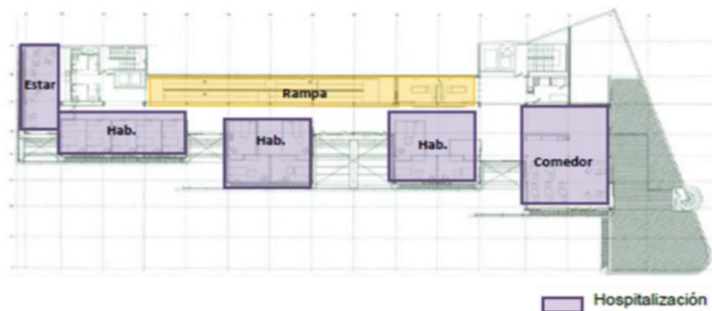 Estar
Rampa
Hab.
Hab.
Hab.
Comedor
Hospitalización